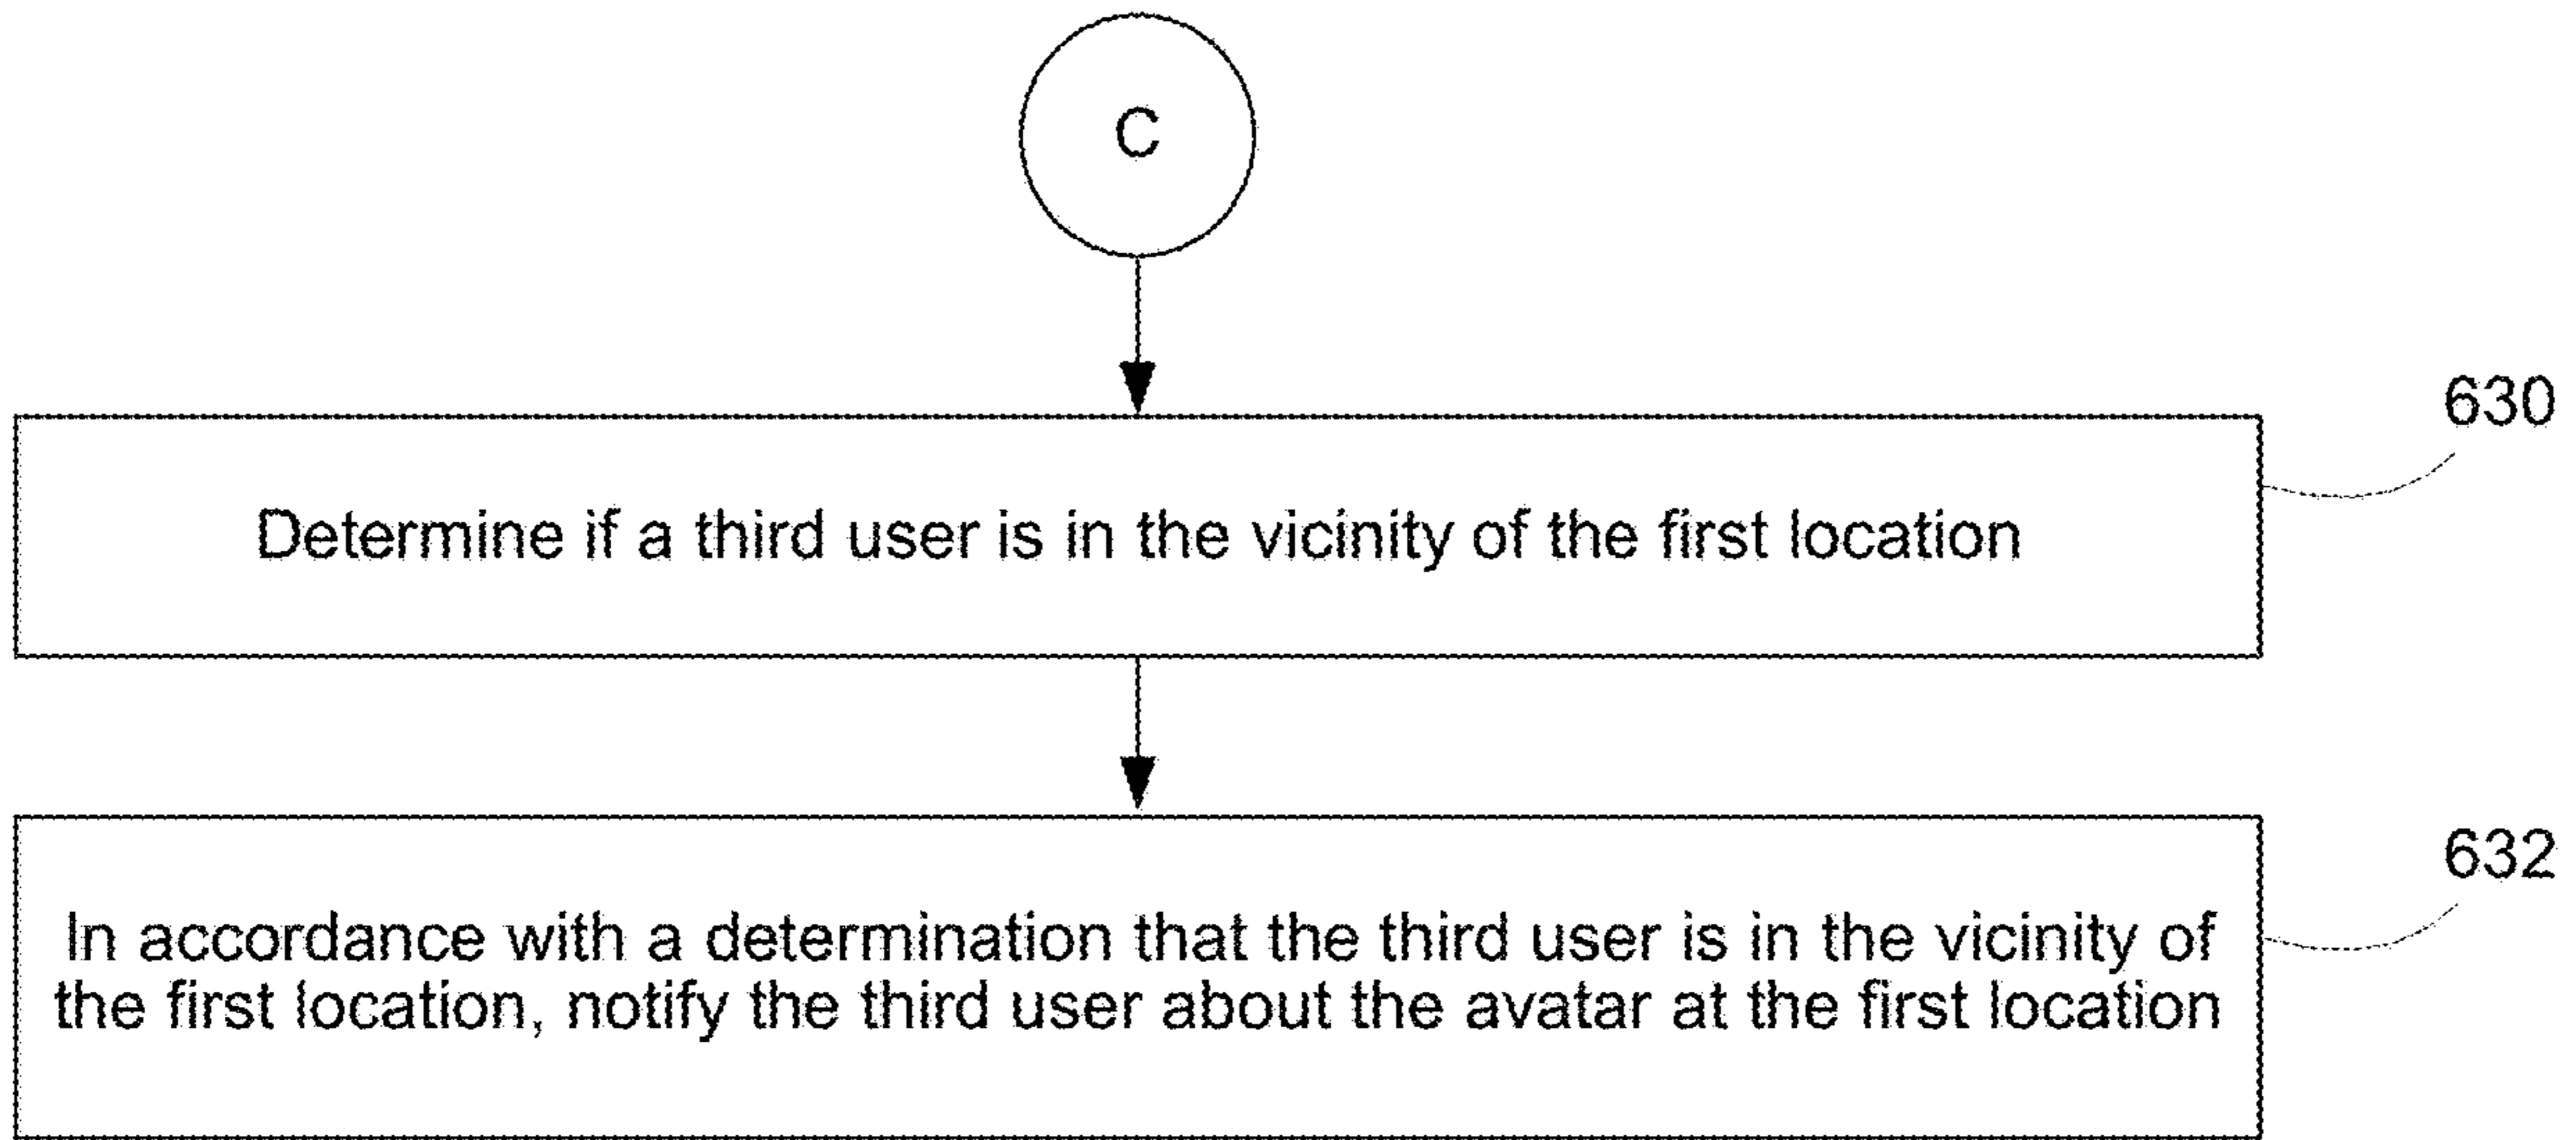 C
630
Determine if a third user is in the vicinity of the first location
632
In accordance with a determination that the third user is in the vicinity of
the first location, notify the third user about the avatar at the first location